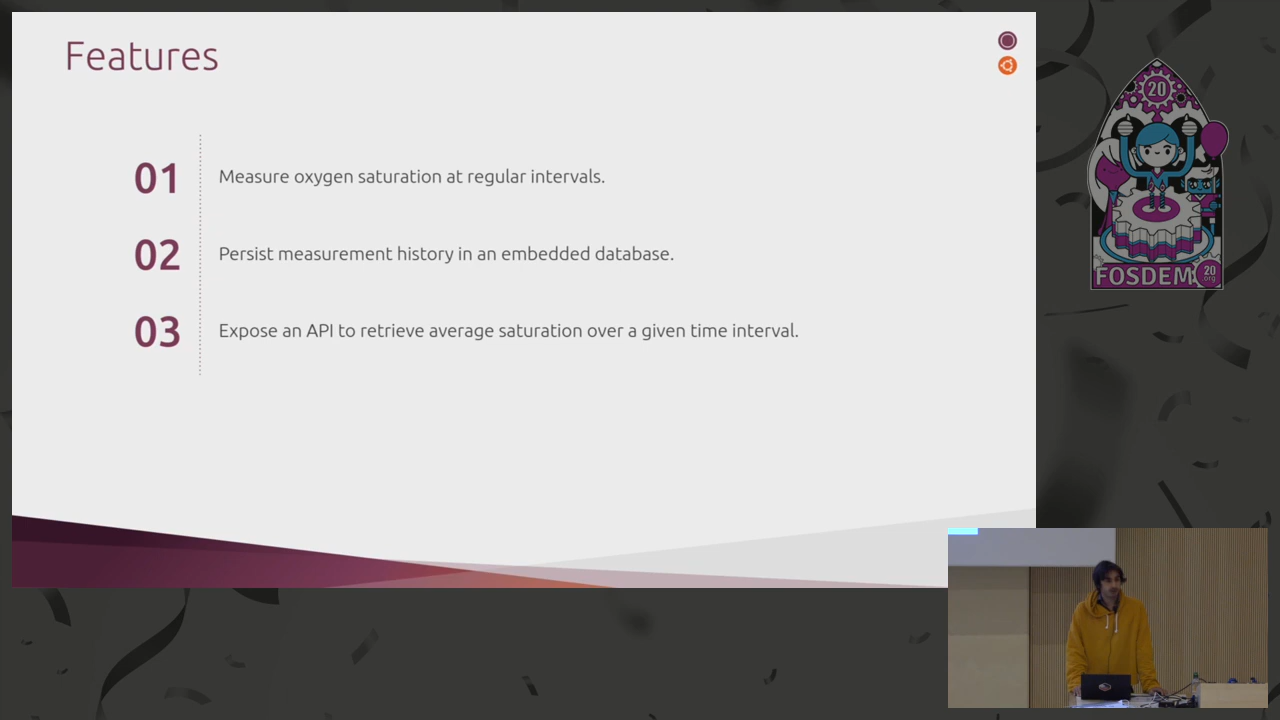 Features
01
Measure oxygen saturation at regular intervals.
02
Persist measurement history in an embedded database.
03
Expose an API to retrieve average saturation over a given time interval.
20
FOSDEM
20
org